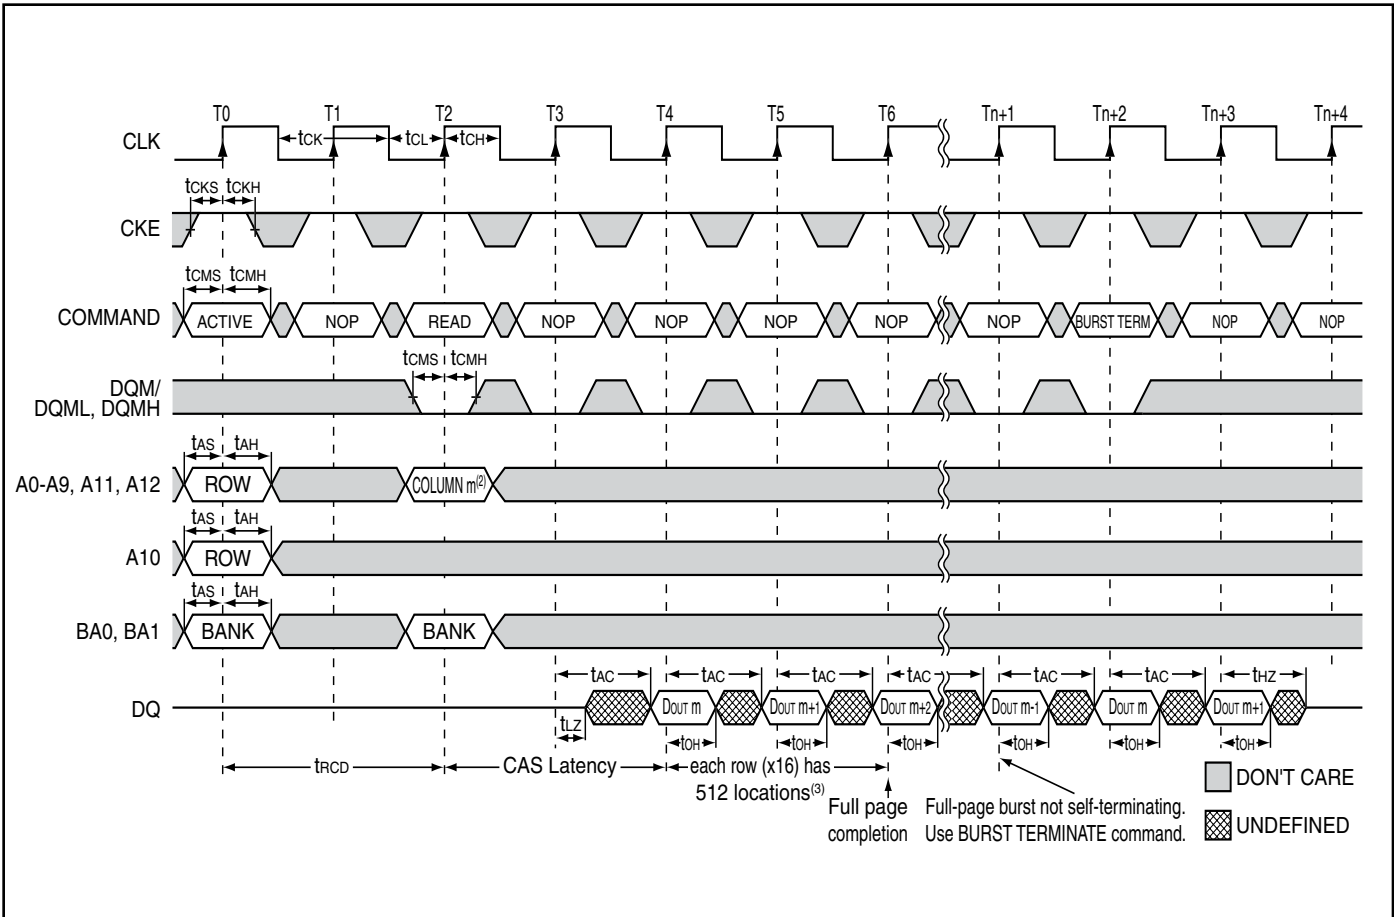 T0 T1 T2 T3 T4 T5 T6 Tn+1 Tn+2 Tn+3 Tn+4
CLK tCK tCL tCH
tCKS tCKH
CKE
tCMS tCMH
COMMAND ACTIVE NOP READ NOP NOP NOP NOP NOP BURST TERM NOP NOP
tCMS tCMH
DQM/
DQML, DQMH
tAS tAH
A0-A9, A11, A12 ROW COLUMN m(2)
tAS tAH
A10 ROW
tAS tAH
BA0, BA1 BANK BANK
tAC tAC tAC tAC tAC tAC tHZ
DQ DOUT m DOUT m+1 DOUT m+2 DOUT m-1 DOUT m DOUT m+1
tLZ tOH tOH tOH tOH tOH tOH
tRCD CAS Latency each row (x16) has
512 locations(3)
Full page
completion
Full-page burst not self-terminating.
Use BURST TERMINATE command.
DON'T CARE
UNDEFINED